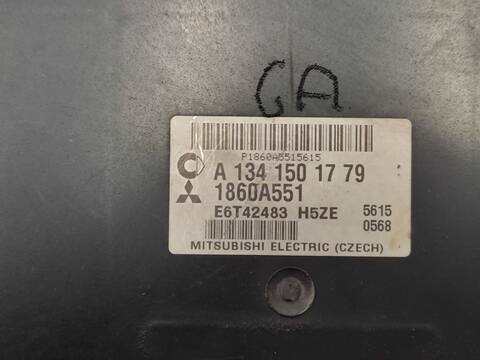 GA
P1860A5515615
A 134 150 17 79
1860A551
E6T42483 H5ZE 5615
0568
MITSUBISHI ELECTRIC (CZECH)